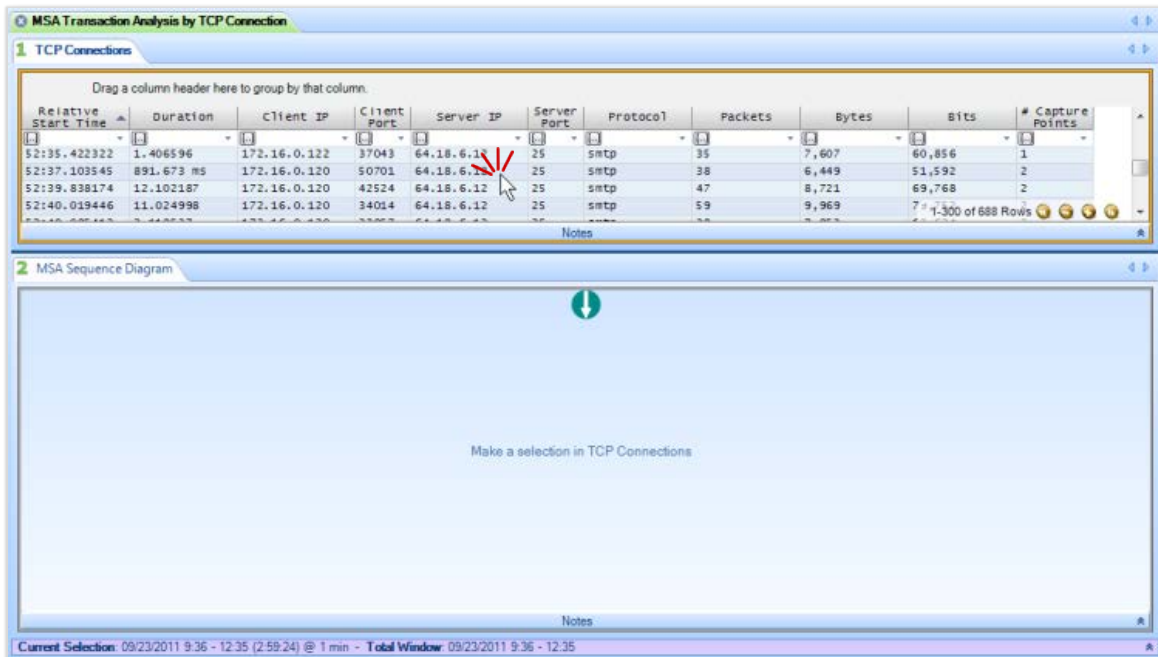 MSA Transaction Analysis by TCP Connection
1 TCP Connections
Drag a column header here to group by that column.
Relative Start Time Duration Client IP Client Port Server IP Server Port Protocol Packets Bytes Bits # Capture Points
52:35.422322 1.406596 172.16.0.122 37043 64.18.6.12 25 smtp 35 7,607 60,856 1
52:37.103545 891.673 ms 172.16.0.120 50701 64.18.6.13 25 smtp 38 6,449 51,592 2
52:39.838174 12.102187 172.16.0.120 42524 64.18.6.12 25 smtp 47 8,721 69,768 2
52:40.019446 11.024998 172.16.0.120 34014 64.18.6.12 25 smtp 59 9,969
1-300 of 688 Rows
Notes
2 MSA Sequence Diagram
Make a selection in TCP Connections
Notes
Current Selection: 09/23/2011 9:36 - 12:35 (2:59:24) @ 1 min - Total Window: 09/23/2011 9:36 - 12:35